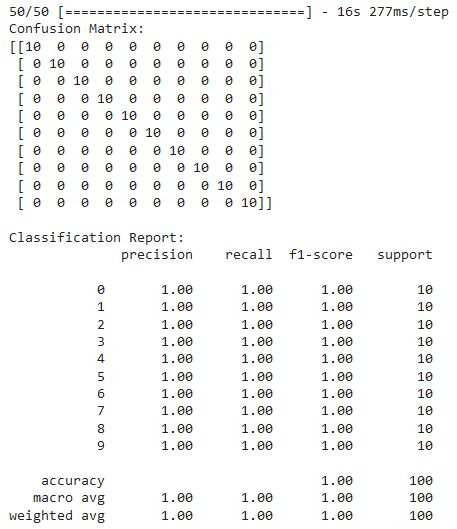 50/50 [==============================] - 16s 277ms/step
Confusion Matrix:
[[10  0  0  0  0  0  0  0  0  0]
 [ 0 10  0  0  0  0  0  0  0  0]
 [ 0  0 10  0  0  0  0  0  0  0]
 [ 0  0  0 10  0  0  0  0  0  0]
 [ 0  0  0  0 10  0  0  0  0  0]
 [ 0  0  0  0  0 10  0  0  0  0]
 [ 0  0  0  0  0  0 10  0  0  0]
 [ 0  0  0  0  0  0  0 10  0  0]
 [ 0  0  0  0  0  0  0  0 10  0]
 [ 0  0  0  0  0  0  0  0  0 10]]
Classification Report:
              precision    recall  f1-score   support
           0       1.00      1.00      1.00        10
           1       1.00      1.00      1.00        10
           2       1.00      1.00      1.00        10
           3       1.00      1.00      1.00        10
           4       1.00      1.00      1.00        10
           5       1.00      1.00      1.00        10
           6       1.00      1.00      1.00        10
           7       1.00      1.00      1.00        10
           8       1.00      1.00      1.00        10
           9       1.00      1.00      1.00        10
    accuracy                           1.00       100
   macro avg       1.00      1.00      1.00       100
weighted avg       1.00      1.00      1.00       100